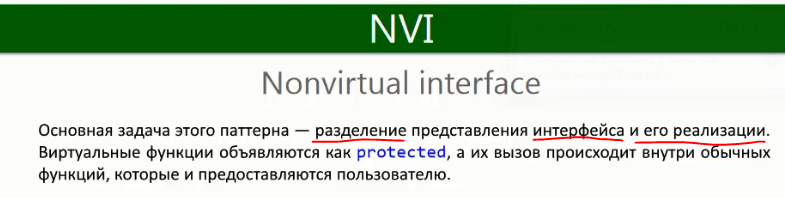 NVI
Nonvirtual interface
Основная задача этого паттерна — разделение представления интерфейса и его реализации.
Виртуальные функции объявляются как protected, а их вызов происходит внутри обычных
функций, которые и предоставляются пользователю.